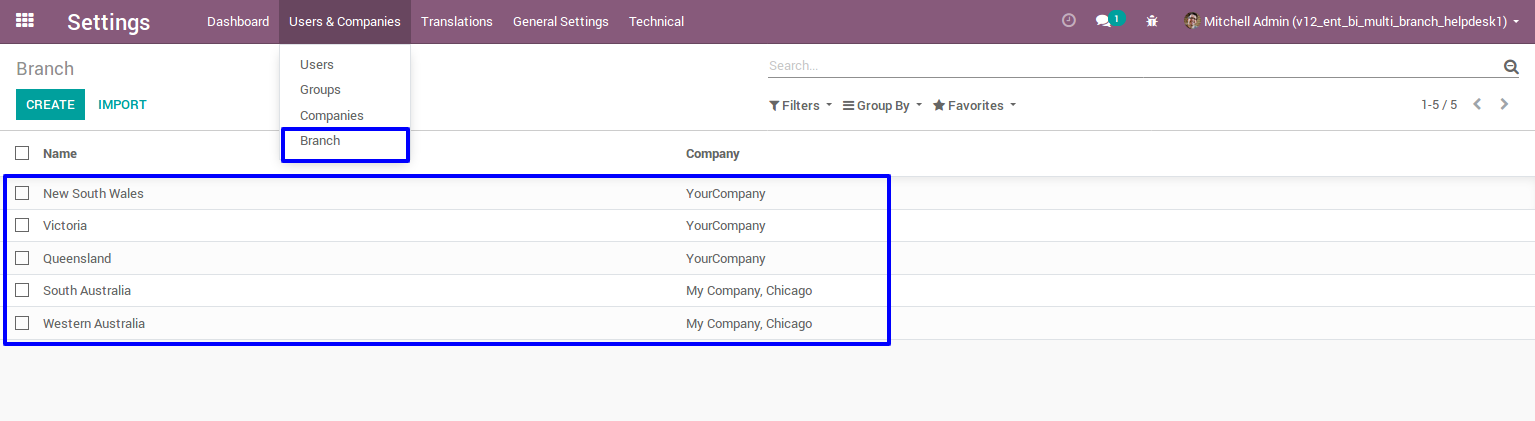 Settings Dashboard Users & Companies Translations General Settings Technical 1 Mitchell Admin (v12_ent_bi_multi_branch_helpdesk1)
Users
Groups
Companies
Branch
Branch
Search...
CREATE IMPORT
Filters Group By Favorites 1-5 / 5
Name Company
New South Wales YourCompany
Victoria YourCompany
Queensland YourCompany
South Australia My Company, Chicago
Western Australia My Company, Chicago